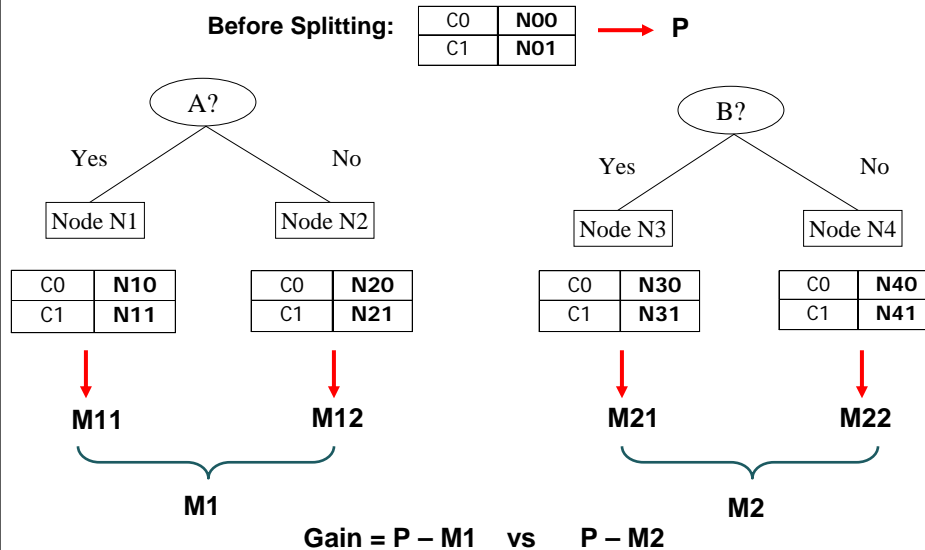 Before Splitting: C0 N00 P
C1 N01
A? B?
Yes No Yes No
Node N1 Node N2 Node N3 Node N4
C0 N10 C0 N20 C0 N30 C0 N40
C1 N11 C1 N21 C1 N31 C1 N41
M11 M12 M21 M22
M1 M2
Gain = P – M1 vs P – M2